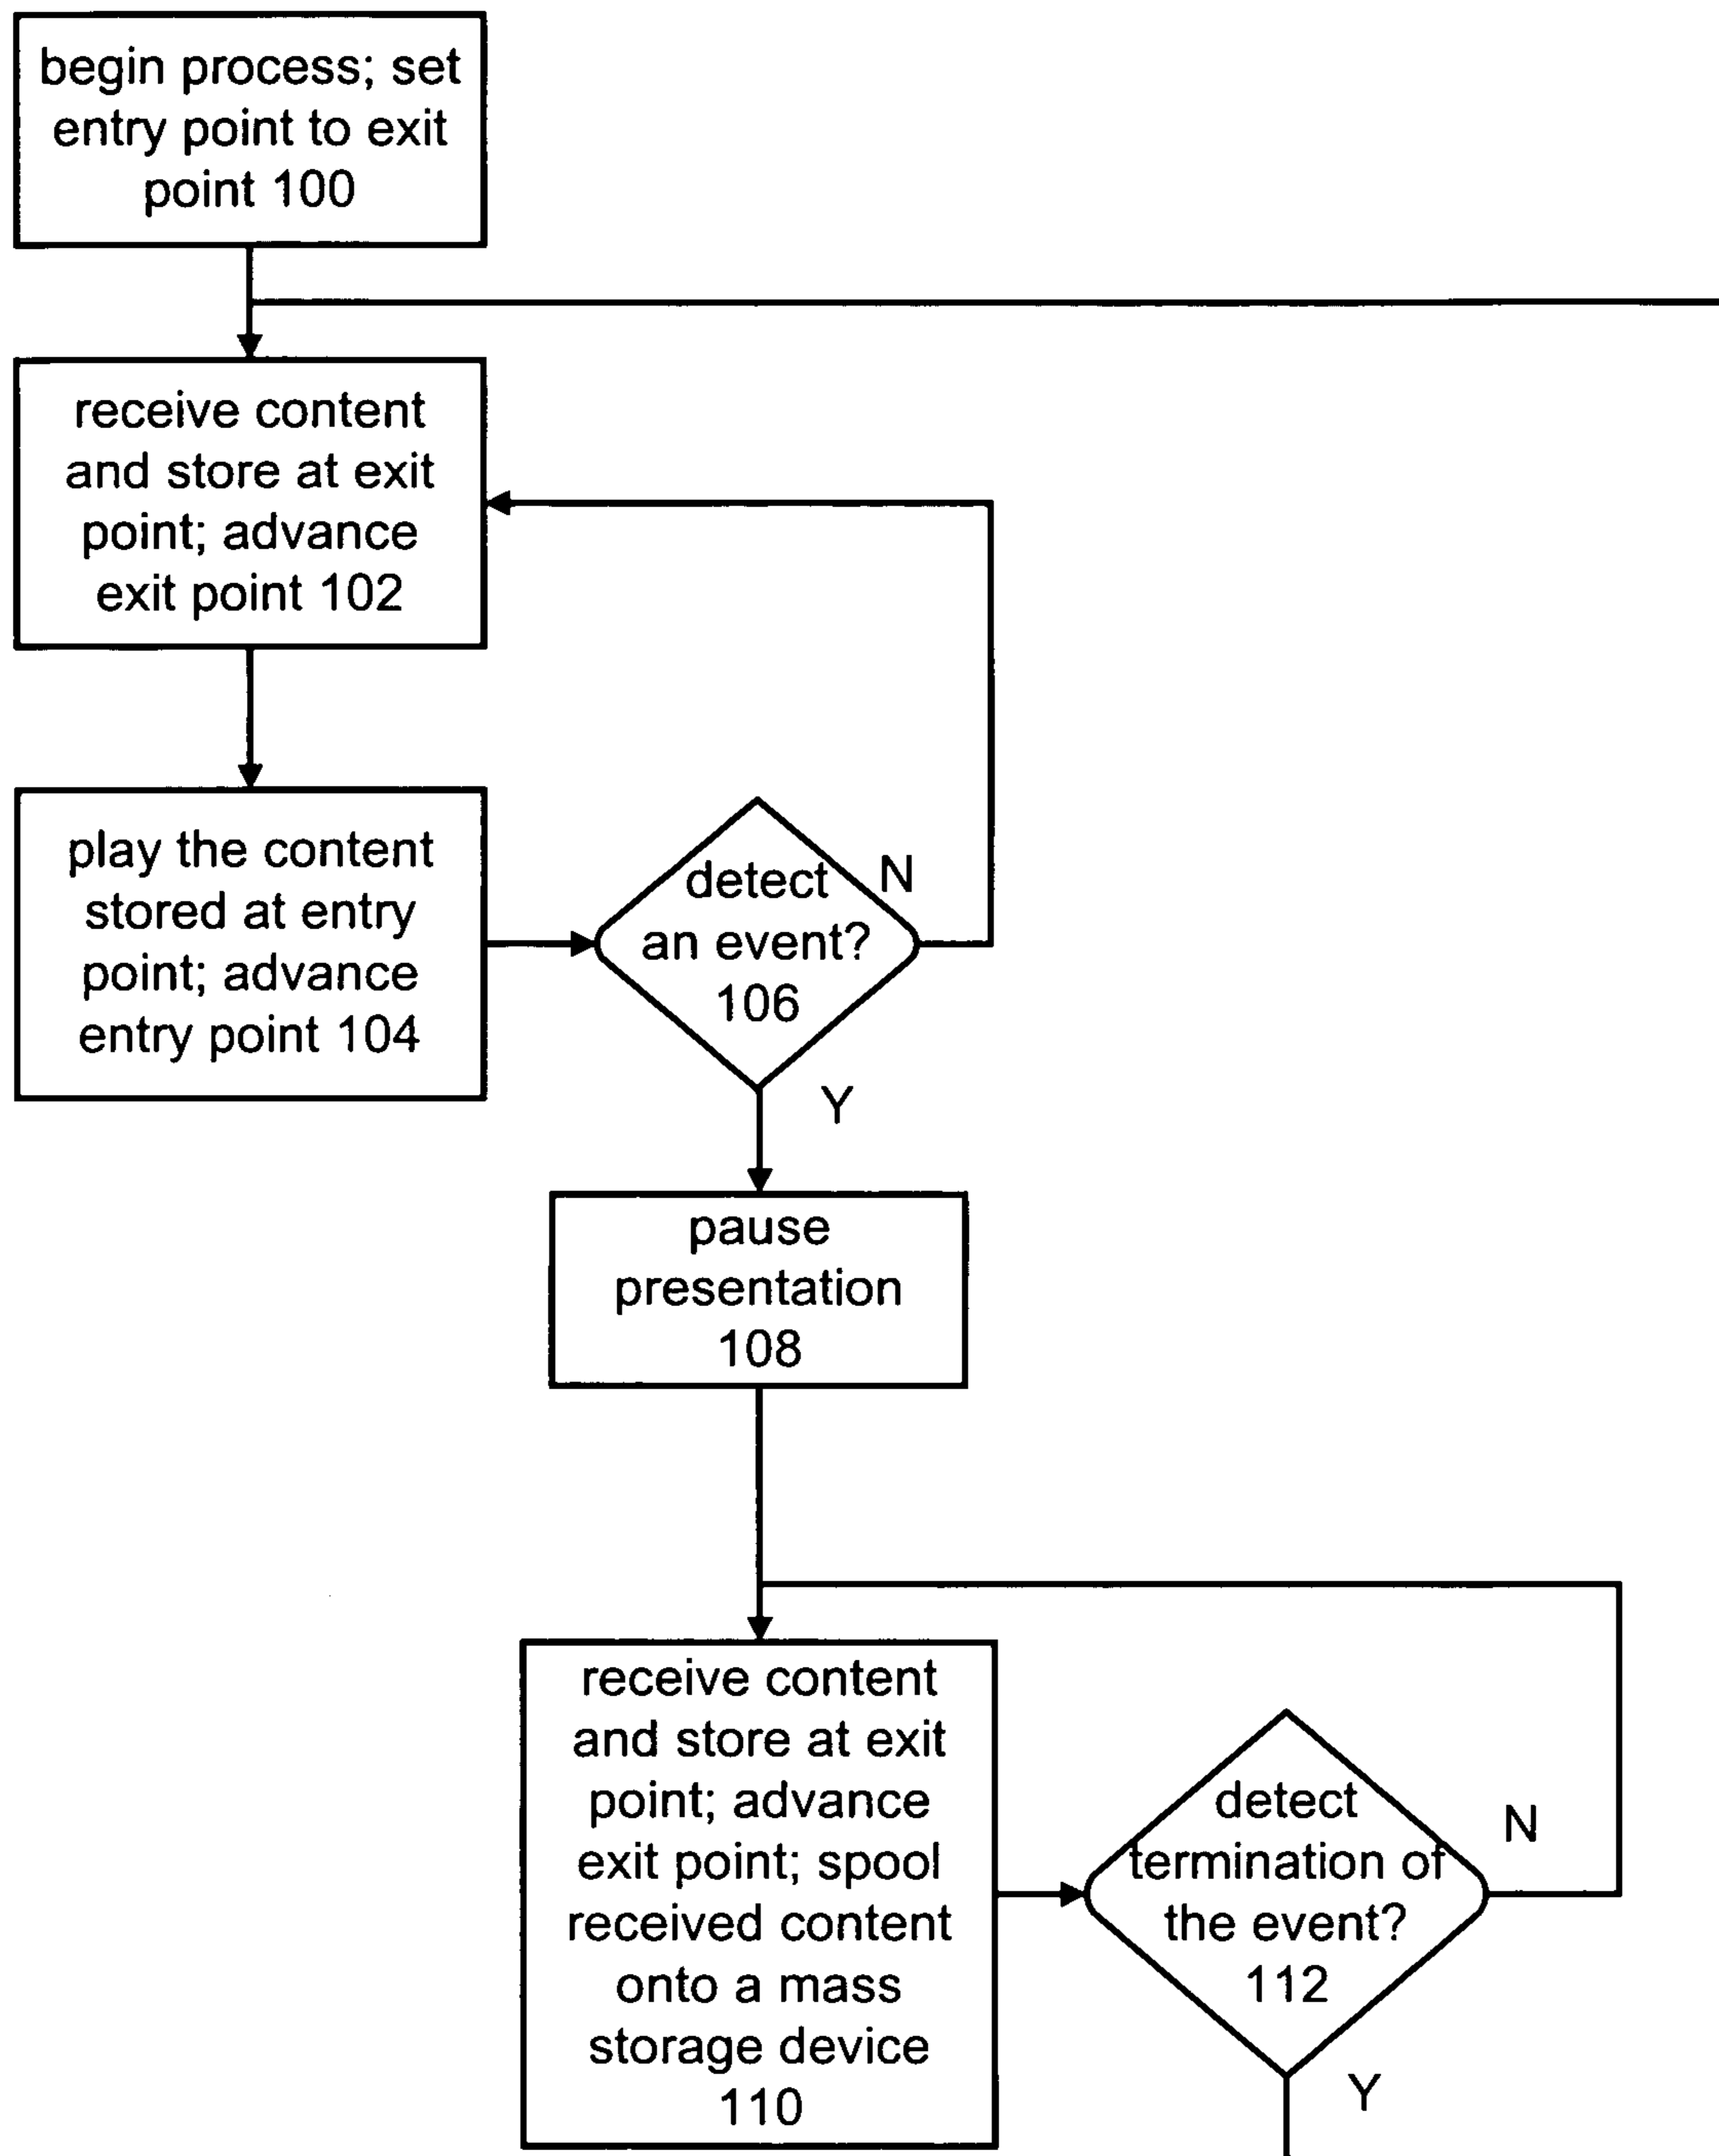 begin process; set
entry point to exit
point 100
receive content
and store at exit
point; advance
exit point 102
play the content
stored at entry
point; advance
entry point 104
detect
an event?
106
N
Y
pause
presentation
108
receive content
and store at exit
point; advance
exit point; spool
received content
onto a mass
storage device
110
detect
termination of
the event?
112
N
Y